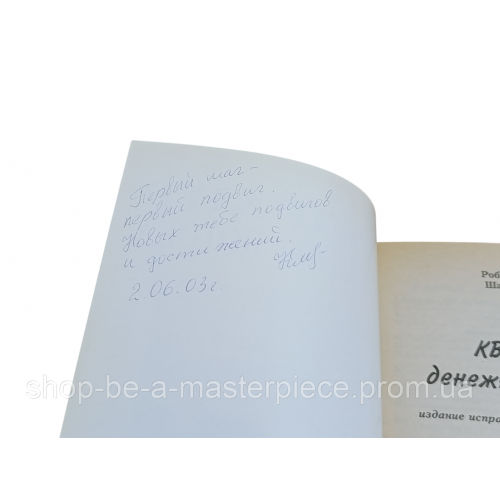 Первый шаг –
первый подвиг.
Новых тебе подвигов
и достижений.
2 06.03г
Роб
Ша
КВ
денеж
издание испра
shop-be-a-masterpiece.prom.ua